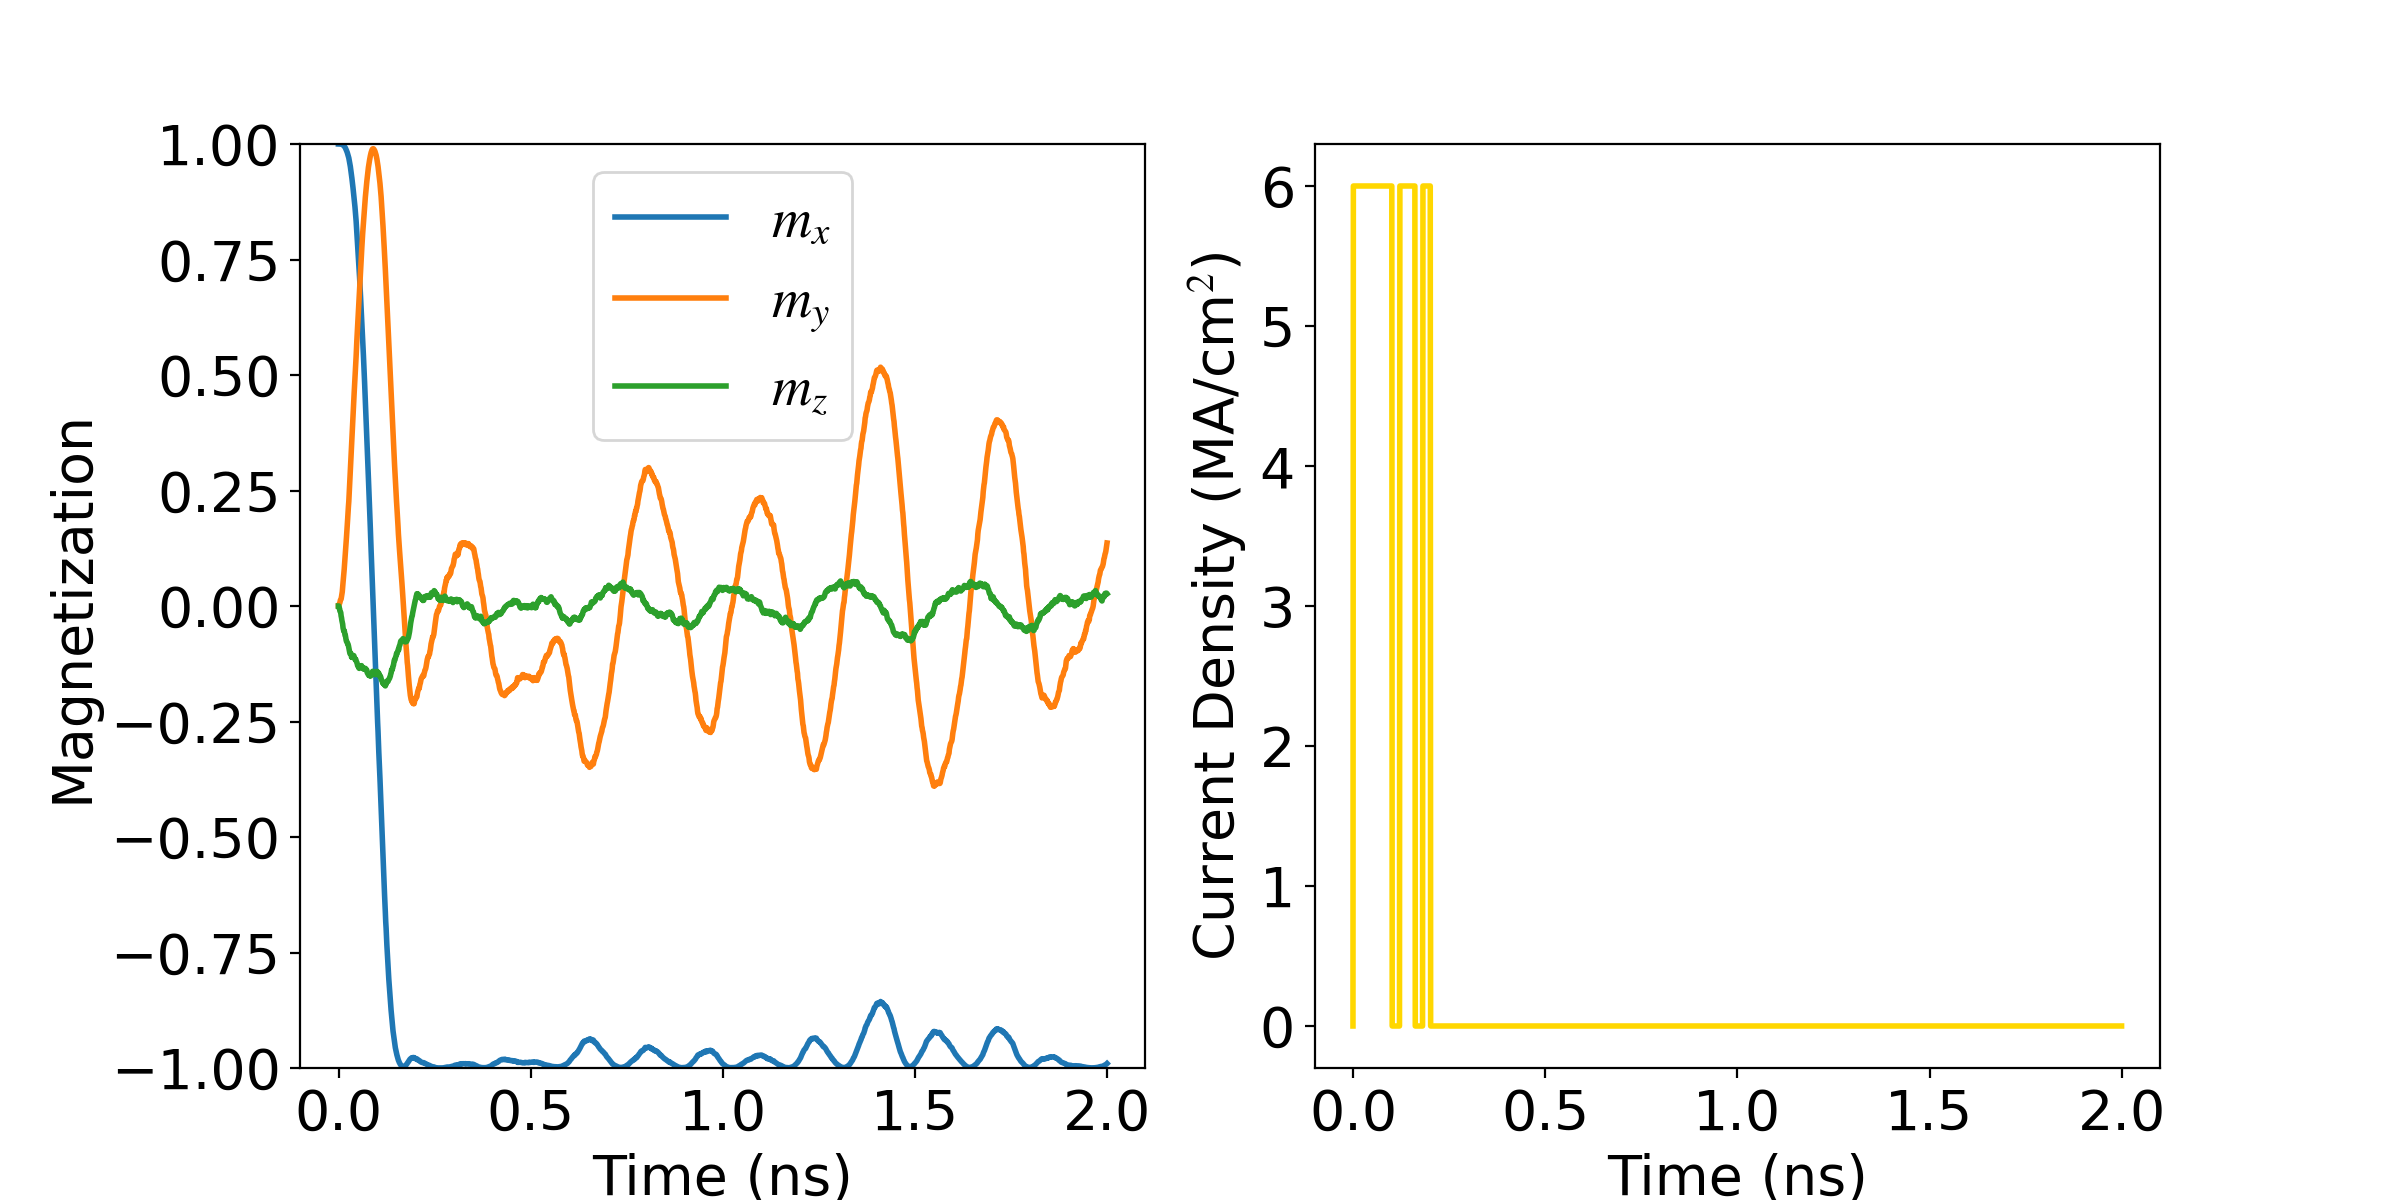 1.00
0.75
0.50
0.25
0.00
−0.25
−0.50
−0.75
−1.00
Magnetization
0.0 0.5 1.0 1.5 2.0
Time (ns)
m_x
m_y
m_z
6
5
4
3
2
1
0
Current Density (MA/cm²)
0.0 0.5 1.0 1.5 2.0
Time (ns)